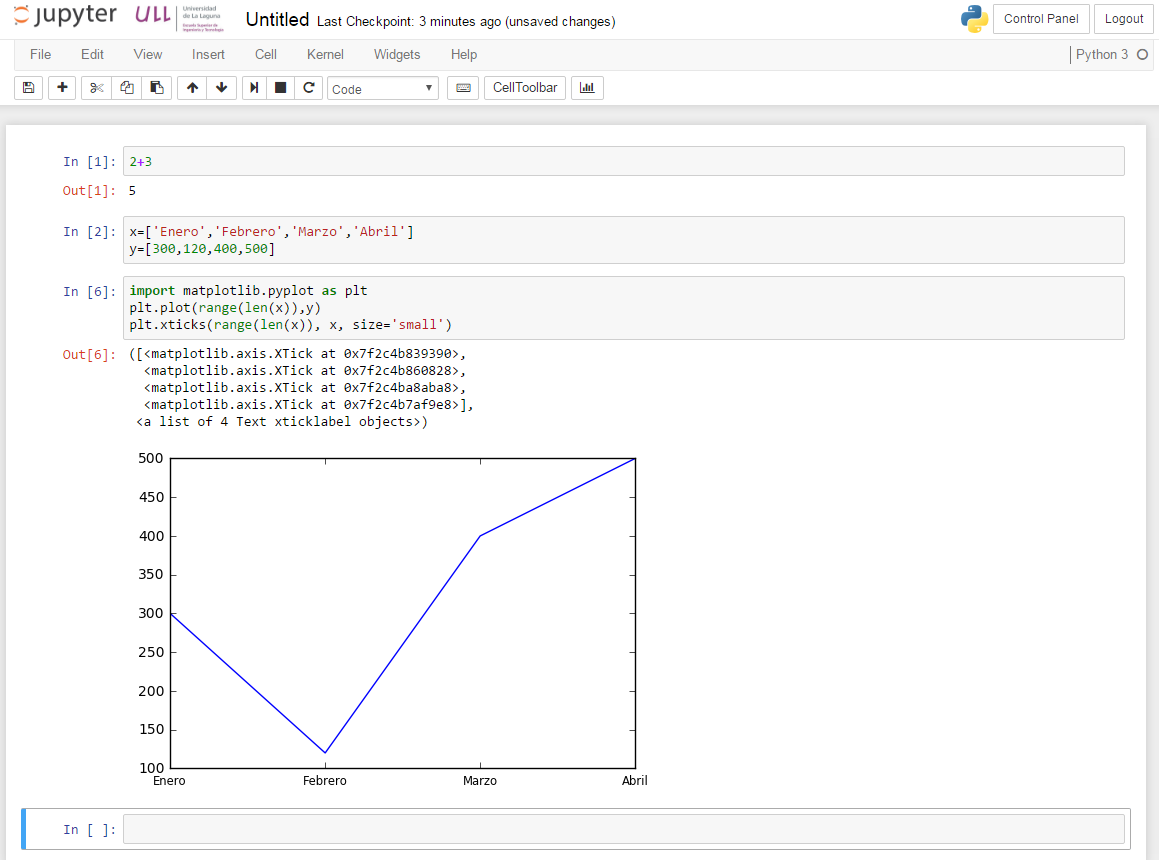 jupyter ULL Universidad de La Laguna Escuela Superior de Ingeniería y Tecnología Untitled Last Checkpoint: 3 minutes ago (unsaved changes) Control Panel Logout
File Edit View Insert Cell Kernel Widgets Help Python 3
Code CellToolbar
In [1]: 2+3
Out[1]: 5
In [2]: x=['Enero','Febrero','Marzo','Abril']
y=[300,120,400,500]
In [6]: import matplotlib.pyplot as plt
plt.plot(range(len(x)),y)
plt.xticks(range(len(x)), x, size='small')
Out[6]: ([<matplotlib.axis.XTick at 0x7f2c4b839390>,
<matplotlib.axis.XTick at 0x7f2c4b860828>,
<matplotlib.axis.XTick at 0x7f2c4ba8aba8>,
<matplotlib.axis.XTick at 0x7f2c4b7af9e8>],
<a list of 4 Text xticklabel objects>)
500
450
400
350
300
250
200
150
100
Enero Febrero Marzo Abril
In [ ]: